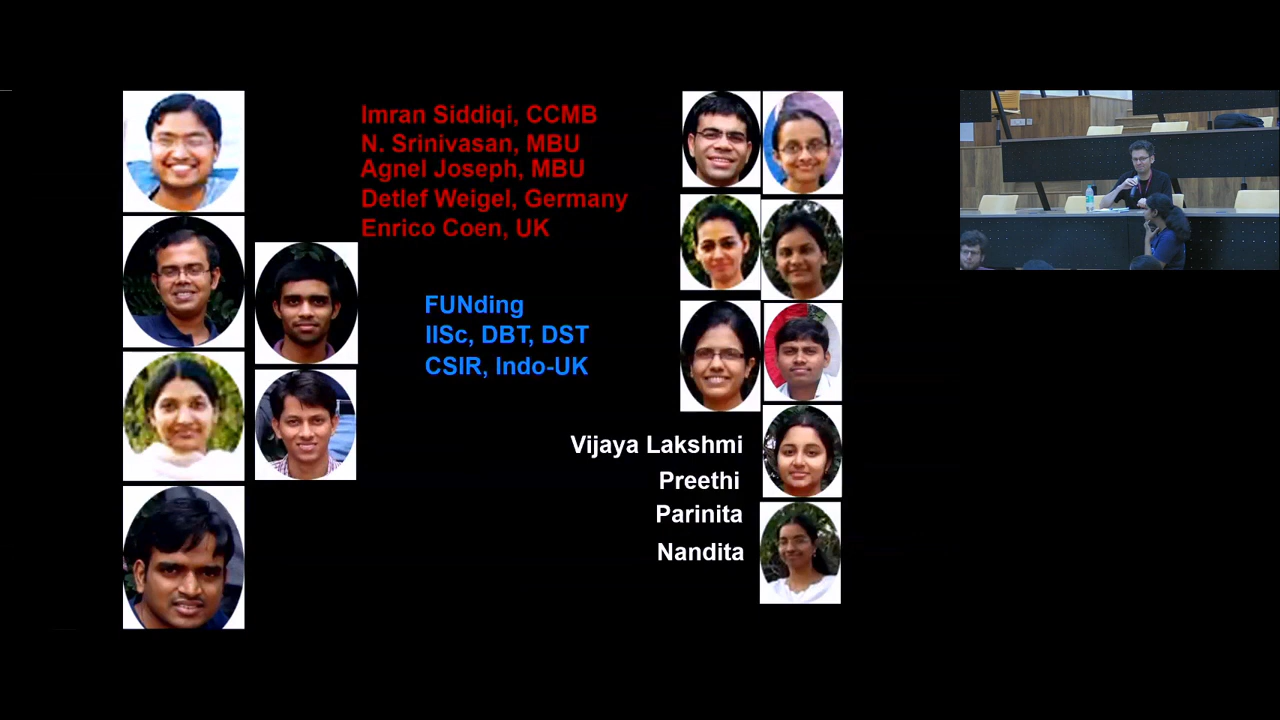 Imran Siddiqi, CCMB
N. Srinivasan, MBU
Agnel Joseph, MBU
Detlef Weigel, Germany
Enrico Coen, UK
FUNding
IISc, DBT, DST
CSIR, Indo-UK
Vijaya Lakshmi
Preethi
Parinita
Nandita